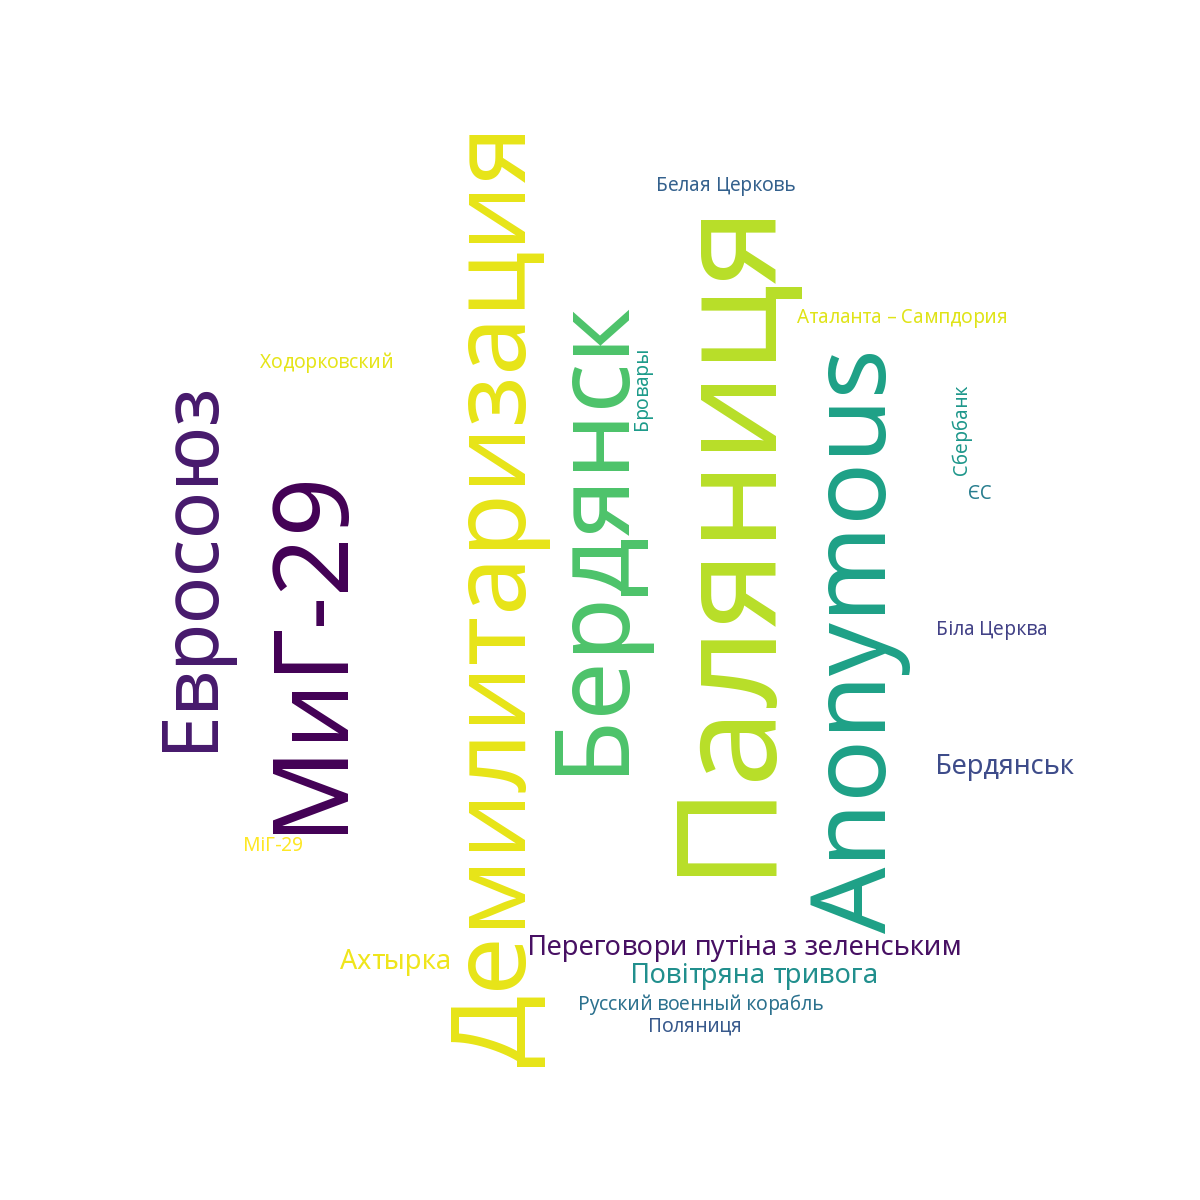 Белая Церковь
Демилитаризация
Паляниця
Аталанта – Сампдория
Бердянск
Бровары
Ходорковский
Anonymous
Сбербанк
Евросоюз
МиГ-29
ЄС
Біла Церква
Бердянськ
МІГ-29
Переговори путіна з зеленським
Ахтырка
Повітряна тривога
Русский военный корабль
Поляниця